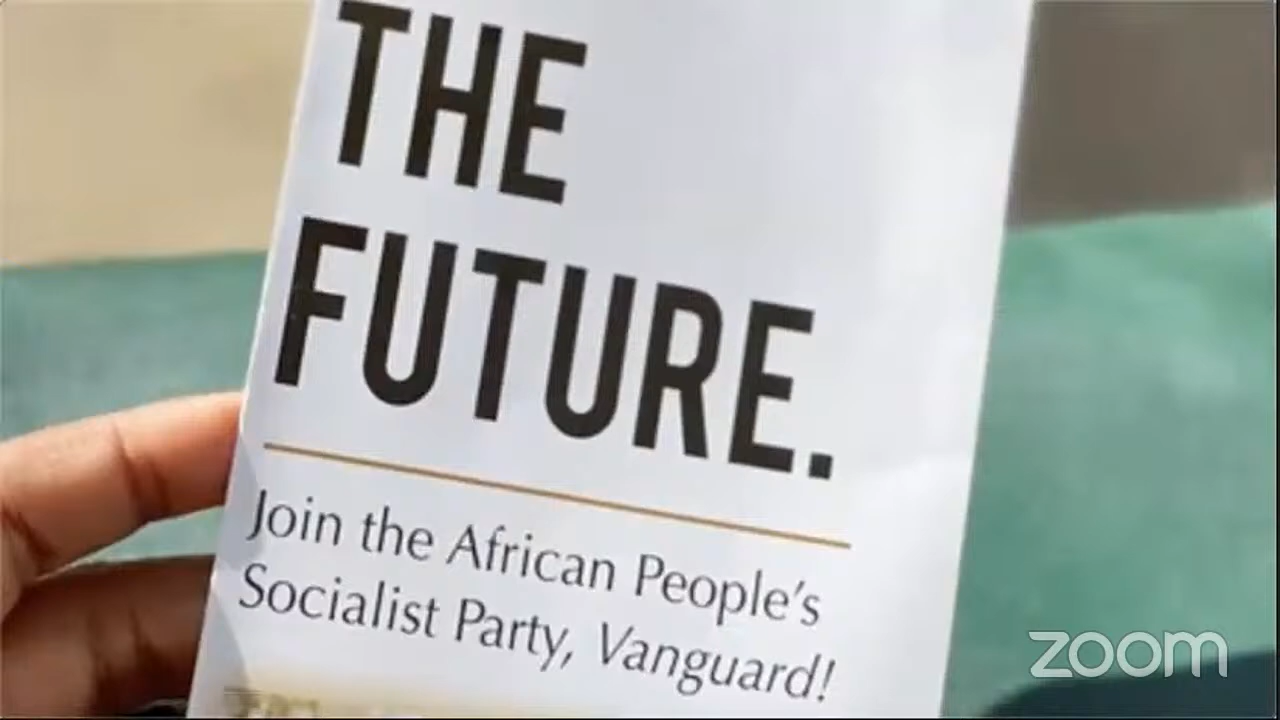 THE
FUTURE.
Join the African People's
Socialist Party, Vanguard!
zoom